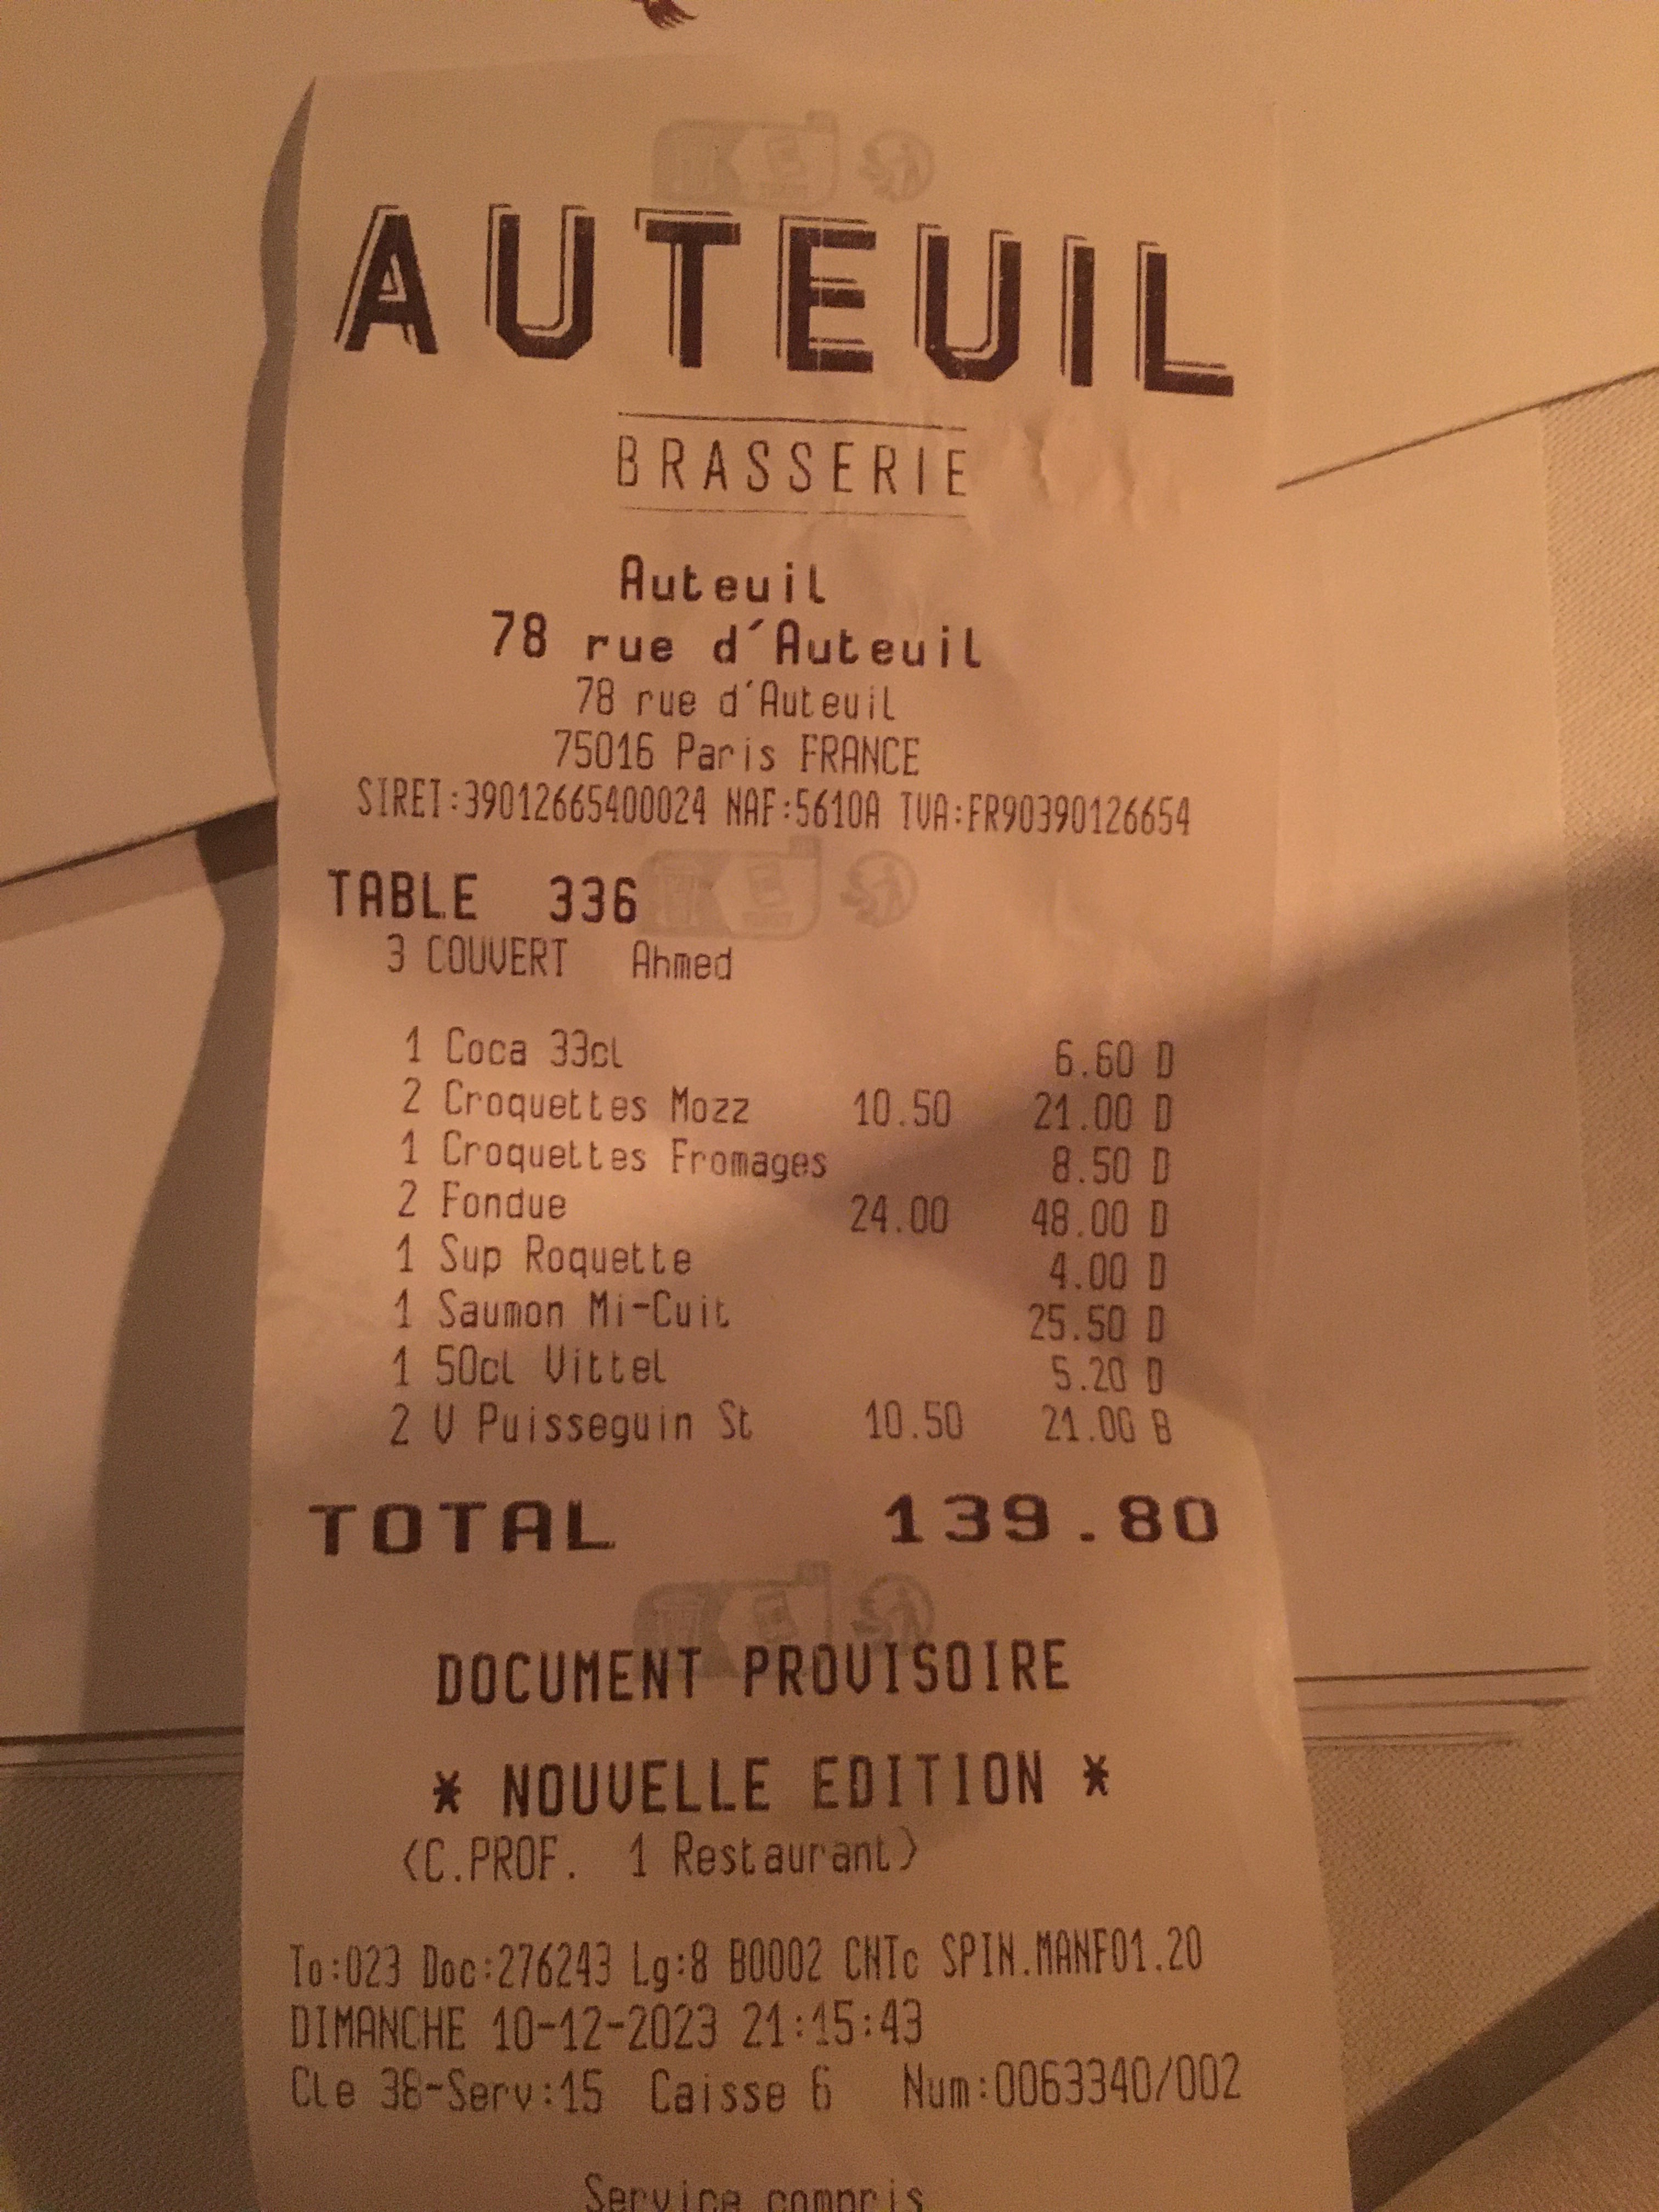 AUTEUIL
BRASSERIE
Auteuil
78 rue d´Auteuil
78 rue d´Auteuil
75016 Paris FRANCE
SIRET:39012665400024 NAF:5610A TVA:FR90390126654
TABLE 336
3 COUVERT Ahmed
1 Coca 33cl 6.60 D
2 Croquettes Mozz 10.50 21.00 D
1 Croquettes Fromages 8.50 D
2 Fondue 24.00 48.00 D
1 Sup Roquette 4.00 D
1 Saumon Mi-Cuit 25.50 D
1 50cl Vittel 5.20 D
2 V Puisseguin St 10.50 21.00 B
TOTAL 139.80
DOCUMENT PROVISOIRE
* NOUVELLE EDITION *
(C.PROF. 1 Restaurant)
To:023 Doc:276243 Lg:8 B0002 CNTc SPIN.MANF01.20
DIMANCHE 10-12-2023 21:15:43
Cle 38-Serv:15 Caisse 6 Num:0063340/002
Service compris